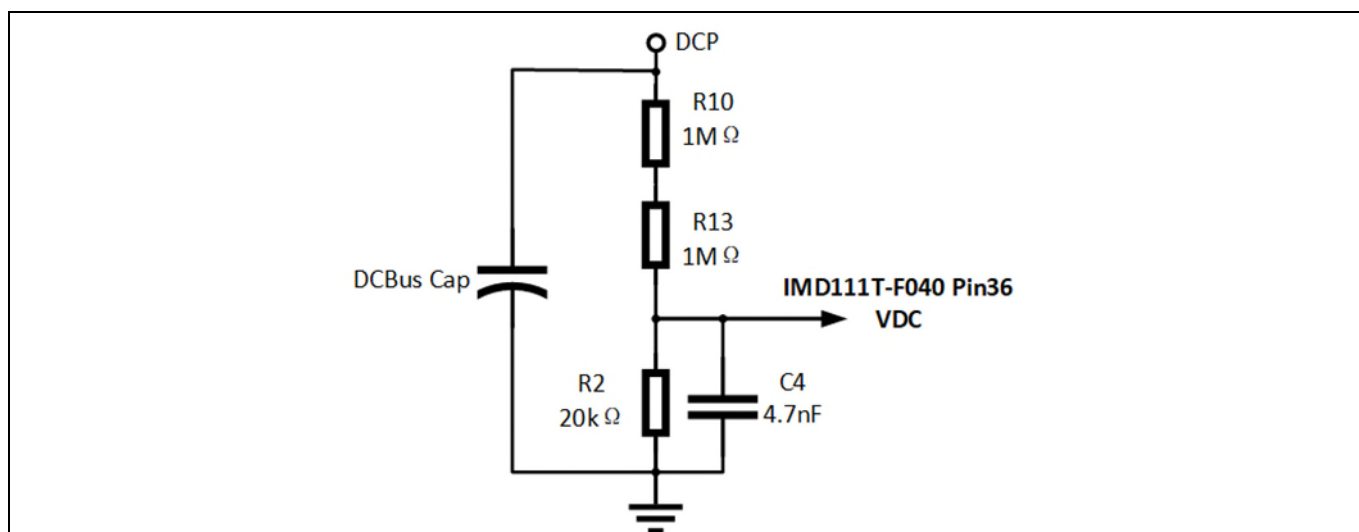 DCP
R10
1M Ω
R13
1M Ω
DCBus Cap
IMD111T-F040 Pin36
VDC
R2
20k Ω
C4
4.7nF